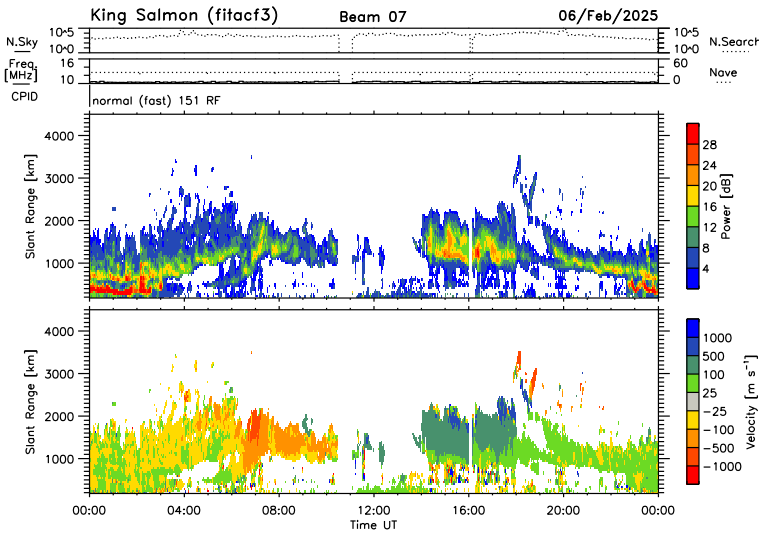 King Salmon (fitacf3) Beam 07 06/Feb/2025
N.Sky 10^5 10^0 10^5 10^0 N.Search
Freq. [MHz] 16 10 60 0 Nave
CPID normal (fast) 151 RF
Slant Range [km] 4000 3000 2000 1000
28 24 20 16 12 8 4 Power [dB]
Slant Range [km] 4000 3000 2000 1000
1000 500 100 25 -25 -100 -500 -1000 Velocity [m s^-1]
00:00 04:00 08:00 12:00 16:00 20:00 00:00
Time UT